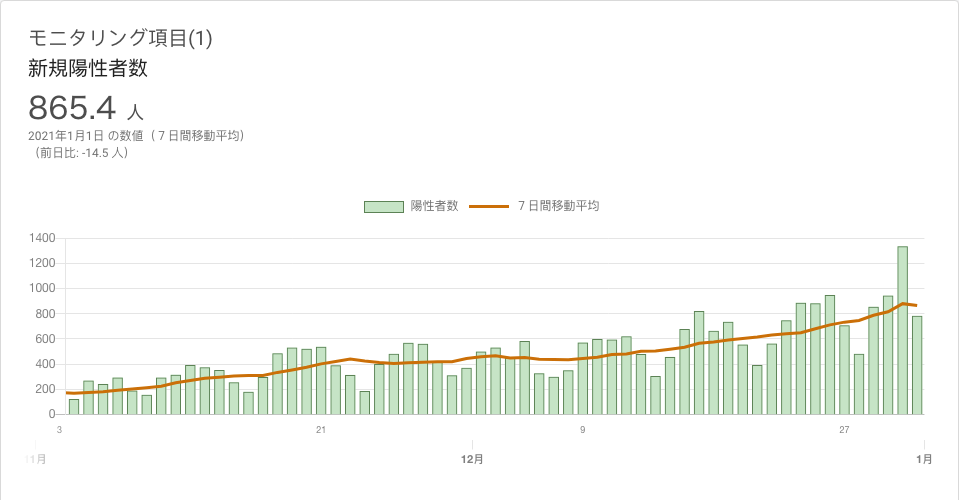 モニタリング項目(1)
新規陽性者数
865.4 人
2021年1月1日 の数値（７日間移動平均）
（前日比: -14.5 人）
陽性者数 ７日間移動平均
1400
1200
1000
800
600
400
200
0
3 21 9 27
1月 12月 1月